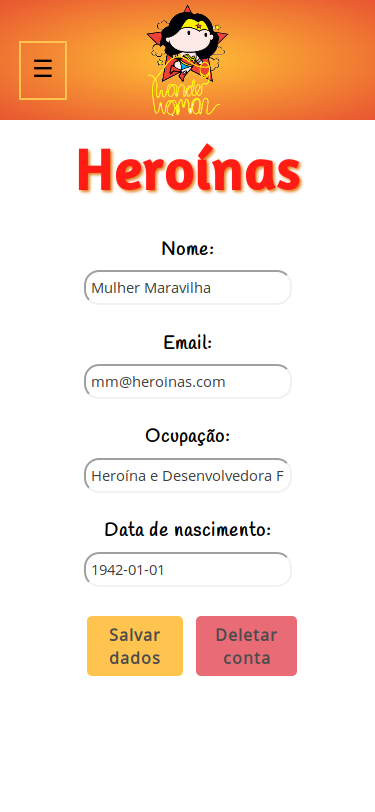 ☰
wonder
woman
Heroínas
Nome:
Mulher Maravilha
Email:
mm@heroinas.com
Ocupação:
Heroína e Desenvolvedora F
Data de nascimento:
1942-01-01
Salvar
dados
Deletar
conta